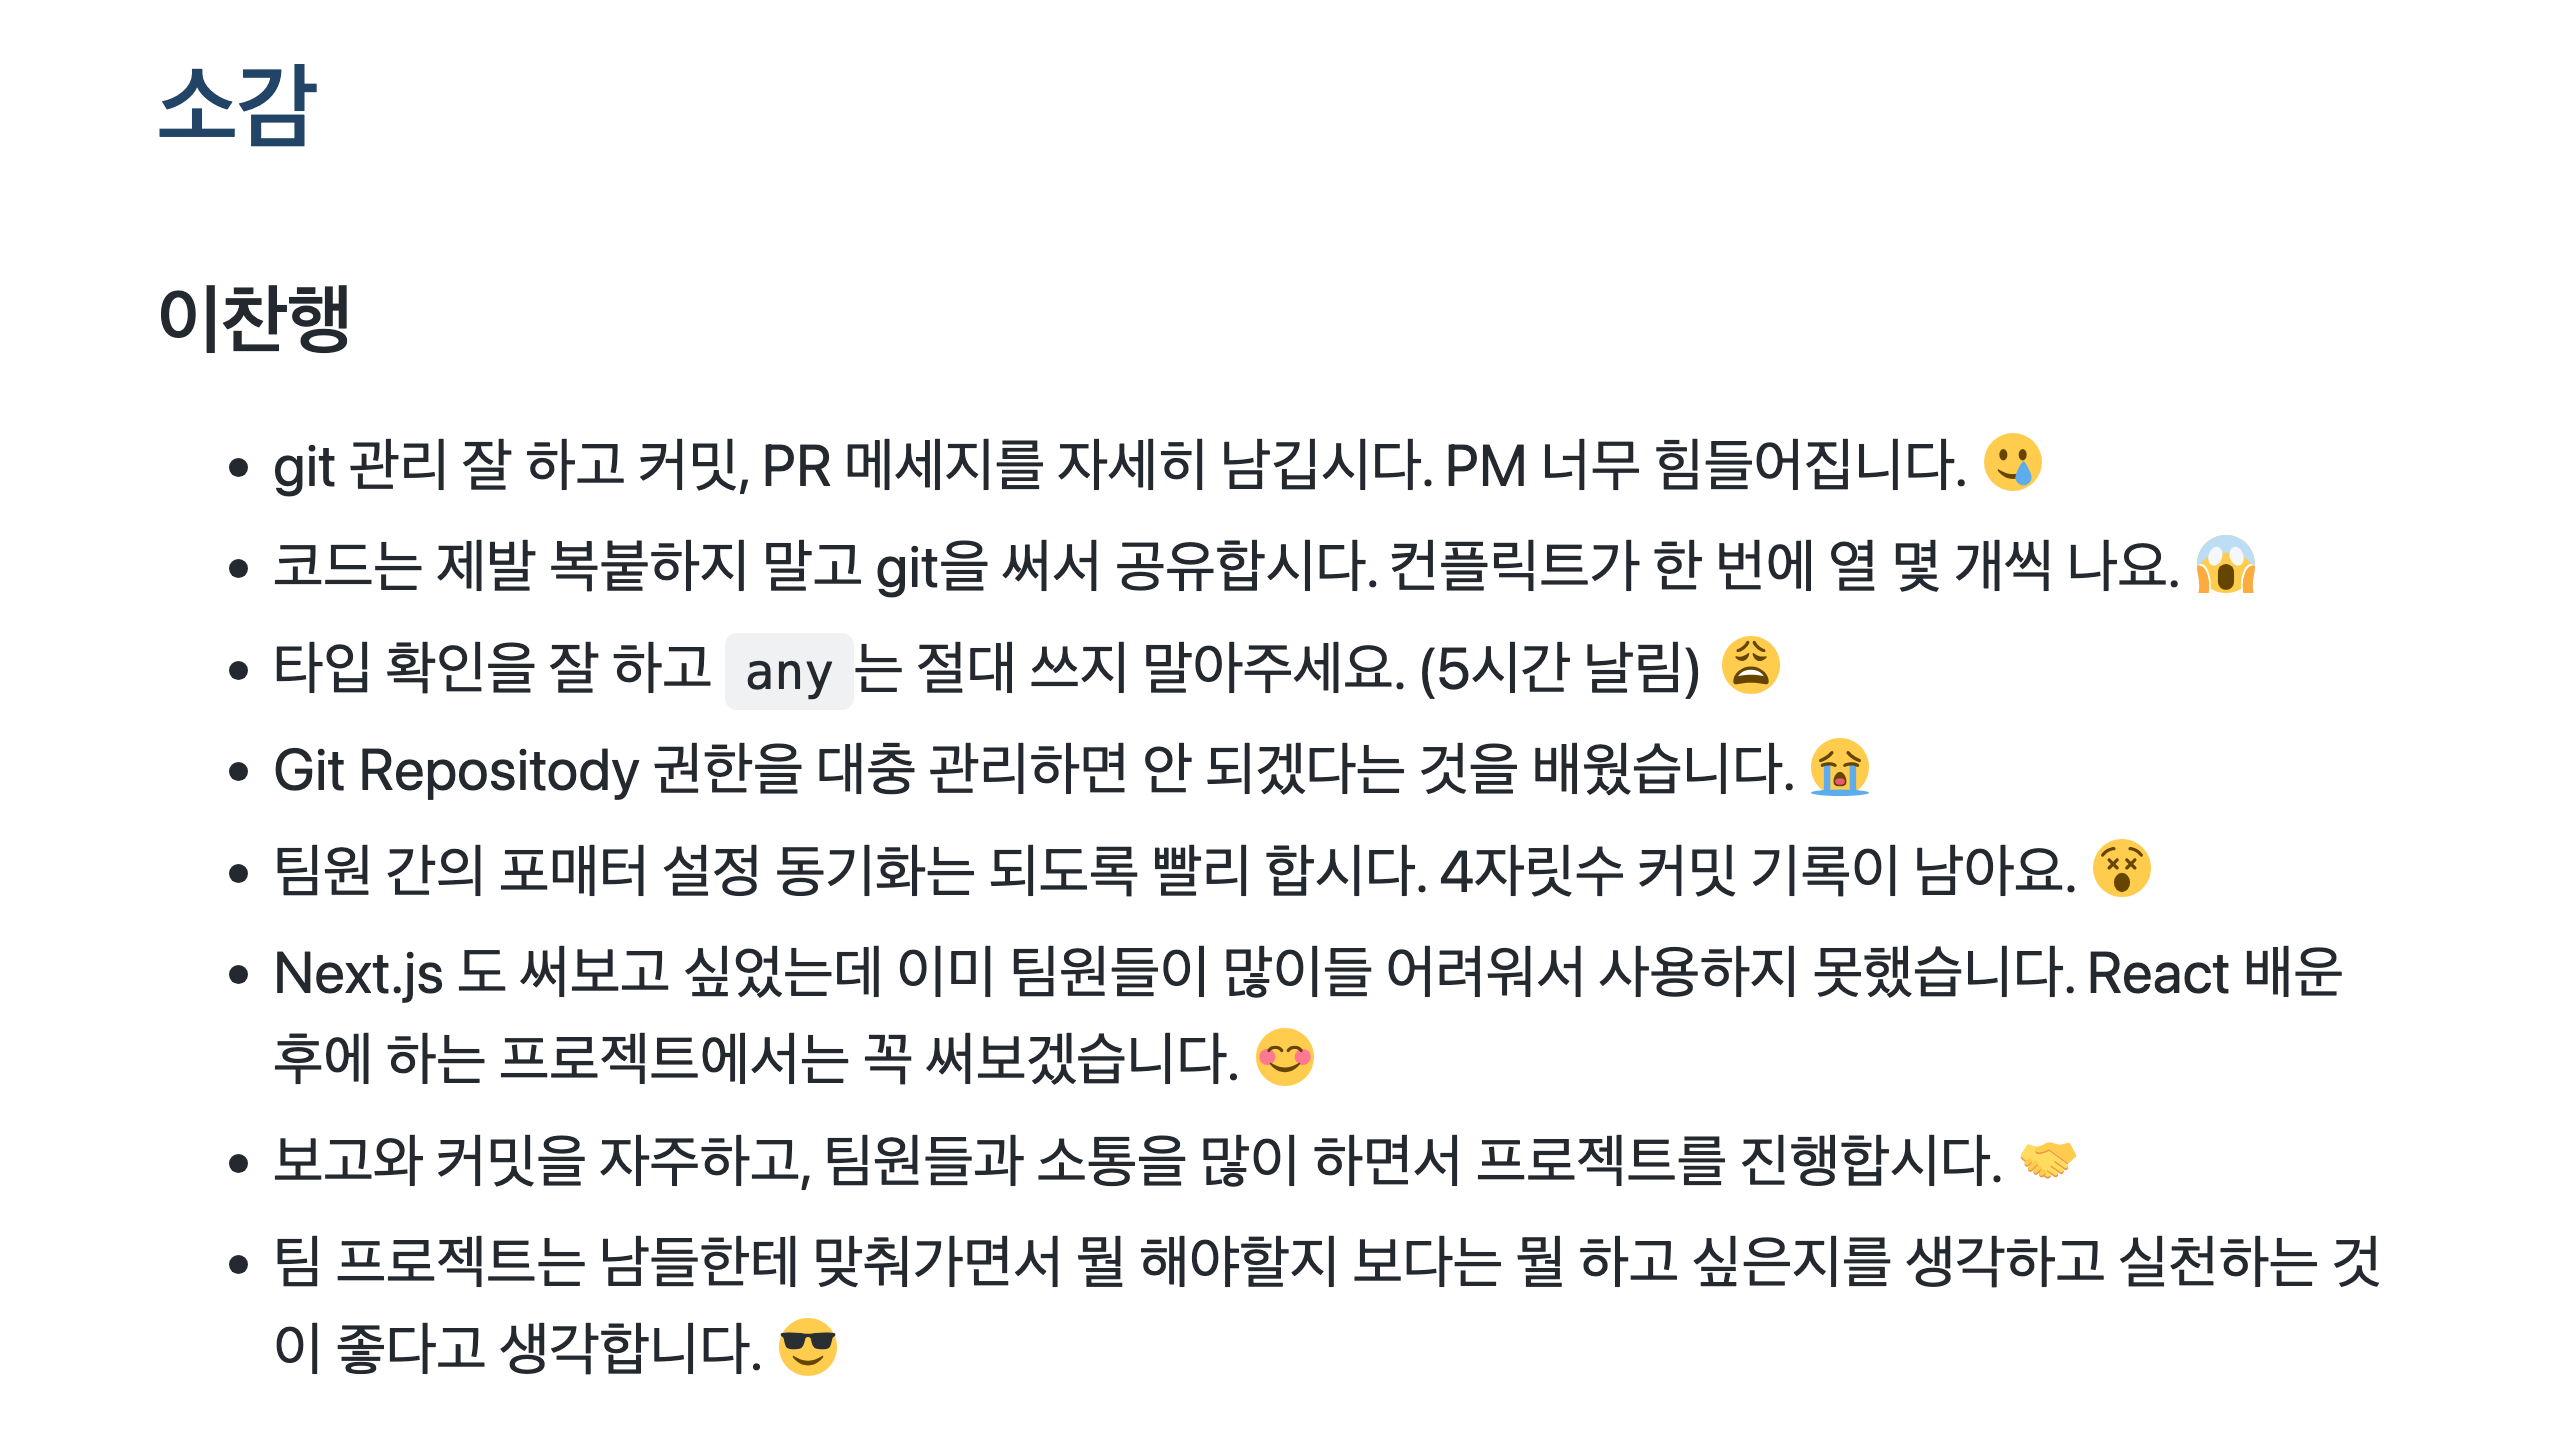 소감
이찬행
• git 관리 잘 하고 커밋, PR 메세지를 자세히 남깁시다. PM 너무 힘들어집니다. 🥲
• 코드는 제발 복붙하지 말고 git을 써서 공유합시다. 컨플릭트가 한 번에 열 몇 개씩 나요. 😱
• 타입 확인을 잘 하고 any는 절대 쓰지 말아주세요. (5시간 날림) 😩
• Git Repositody 권한을 대충 관리하면 안 되겠다는 것을 배웠습니다. 😭
• 팀원 간의 포매터 설정 동기화는 되도록 빨리 합시다. 4자릿수 커밋 기록이 남아요. 😵
• Next.js 도 써보고 싶었는데 이미 팀원들이 많이들 어려워서 사용하지 못했습니다. React 배운
후에 하는 프로젝트에서는 꼭 써보겠습니다. 😊
• 보고와 커밋을 자주하고, 팀원들과 소통을 많이 하면서 프로젝트를 진행합시다. 🤝
• 팀 프로젝트는 남들한테 맞춰가면서 뭘 해야할지 보다는 뭘 하고 싶은지를 생각하고 실천하는 것
이 좋다고 생각합니다. 😎